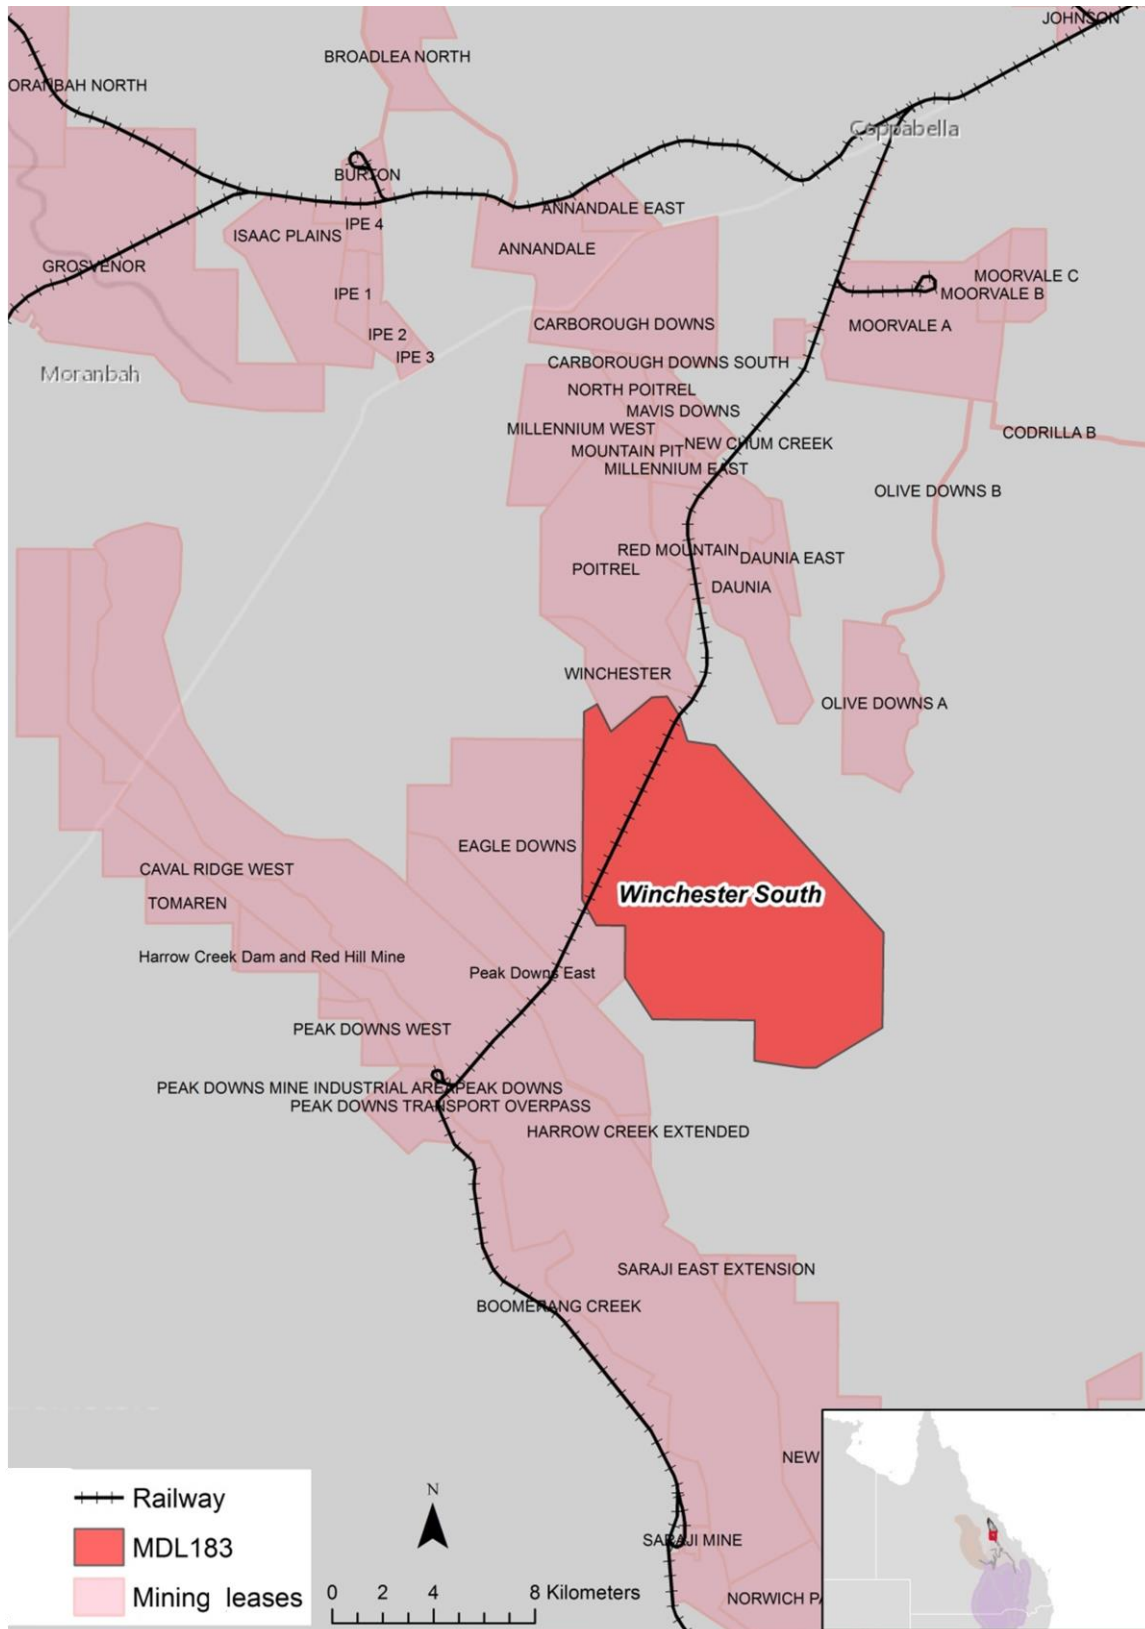 JOHNSON
BROADLEA NORTH
ORANBAH NORTH
Coppabella
BURTON
ANNANDALE EAST
IPE 4
ISAAC PLAINS
ANNANDALE
GROSVENOR
MOORVALE C
IPE 1
MOORVALE B
CARBOROUGH DOWNS
MOORVALE A
IPE 2
IPE 3
CARBOROUGH DOWNS SOUTH
Moranbah
NORTH POITREL
MAVIS DOWNS
MILLENNIUM WEST
CODRILLA B
NEW CHUM CREEK
MOUNTAIN PIT
MILLENNIUM EAST
OLIVE DOWNS B
RED MOUNTAIN
DAUNIA EAST
POITREL
DAUNIA
WINCHESTER
OLIVE DOWNS A
EAGLE DOWNS
CAVAL RIDGE WEST
Winchester South
TOMAREN
Harrow Creek Dam and Red Hill Mine
Peak Downs East
PEAK DOWNS WEST
PEAK DOWNS MINE INDUSTRIAL AREA
PEAK DOWNS
PEAK DOWNS TRANSPORT OVERPASS
HARROW CREEK EXTENDED
SARAJI EAST EXTENSION
BOOMERANG CREEK
NEW
SARAJI MINE
NORWICH PA
N
Railway
MDL183
Mining leases
0 2 4 8 Kilometers